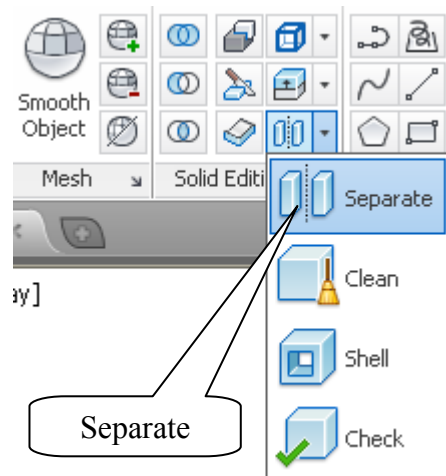 Smooth
Object
Mesh
Solid Editi
ay]
Separate
Clean
Shell
Check
Separate